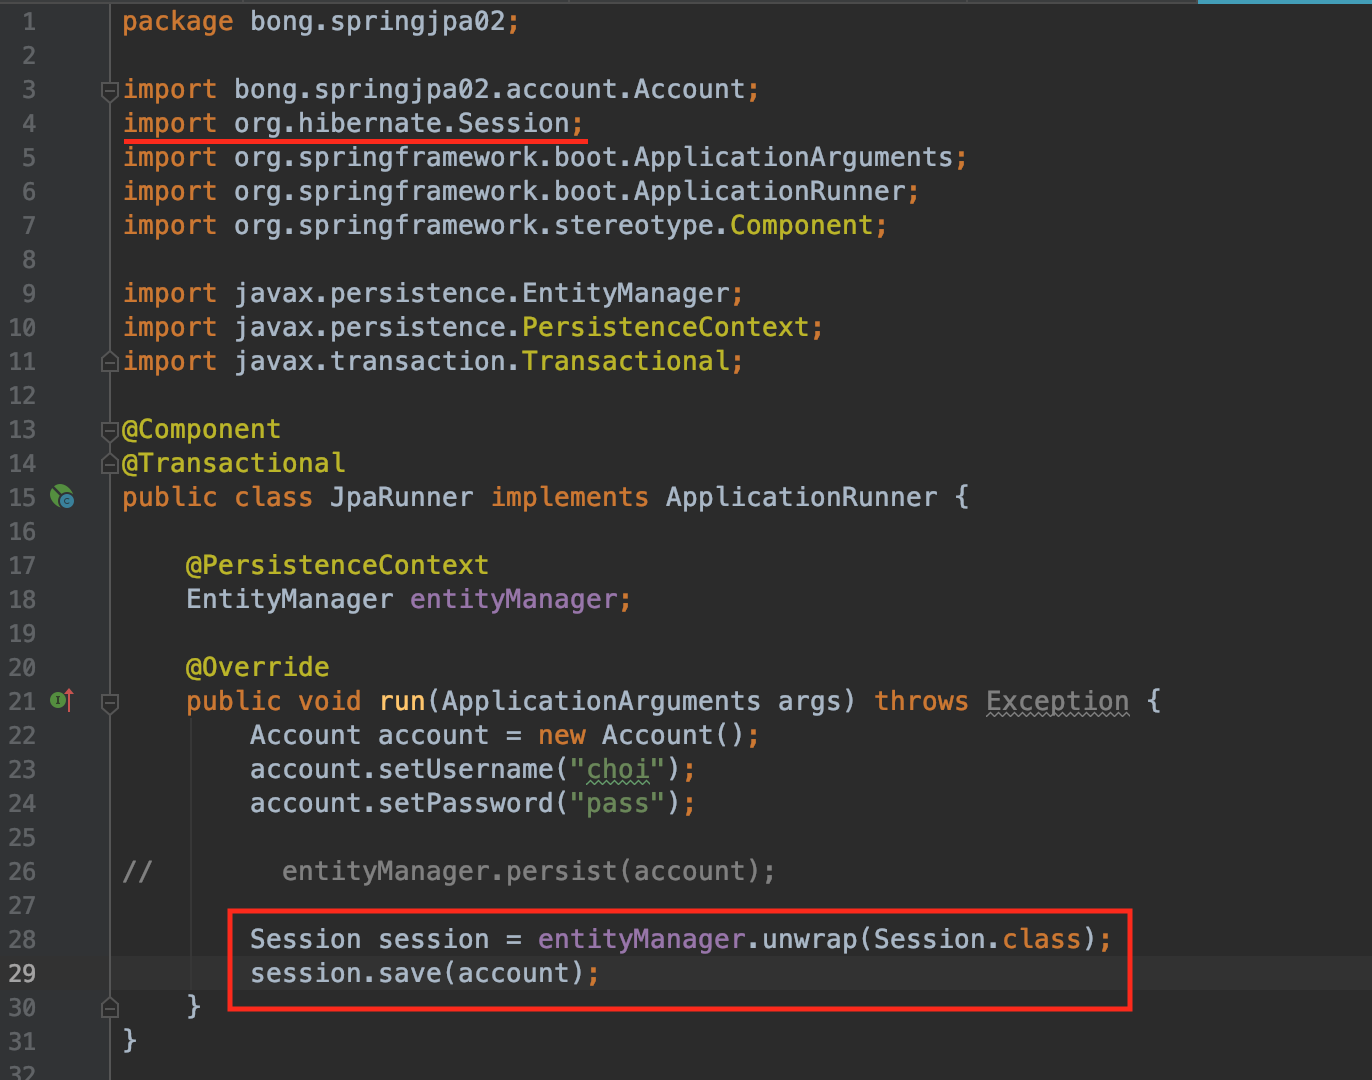 1 package bong.springjpa02;
2
3 import bong.springjpa02.account.Account;
4 import org.hibernate.Session;
5 import org.springframework.boot.ApplicationArguments;
6 import org.springframework.boot.ApplicationRunner;
7 import org.springframework.stereotype.Component;
8
9 import javax.persistence.EntityManager;
10 import javax.persistence.PersistenceContext;
11 import javax.transaction.Transactional;
12
13 @Component
14 @Transactional
15 public class JpaRunner implements ApplicationRunner {
16
17     @PersistenceContext
18     EntityManager entityManager;
19
20     @Override
21     public void run(ApplicationArguments args) throws Exception {
22         Account account = new Account();
23         account.setUsername("choi");
24         account.setPassword("pass");
25
26 //        entityManager.persist(account);
27
28         Session session = entityManager.unwrap(Session.class);
29         session.save(account);
30     }
31 }
32